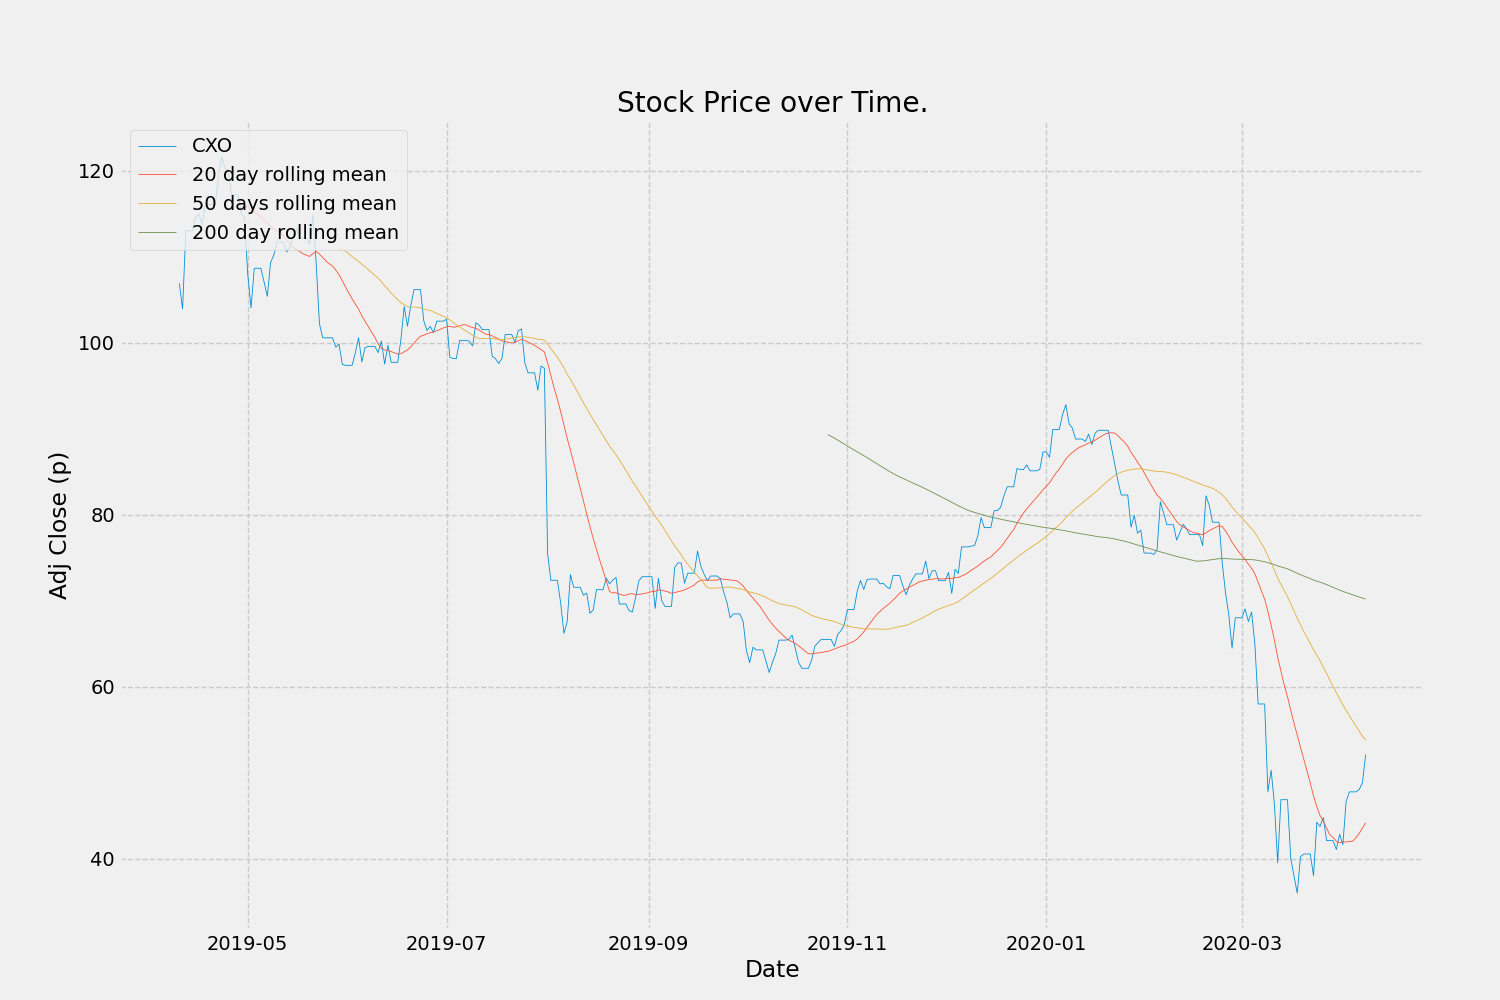 Stock Price over Time.
CXO
20 day rolling mean
50 days rolling mean
200 day rolling mean
120
100
80
60
40
Adj Close (p)
2019-05
2019-07
2019-09
2019-11
2020-01
2020-03
Date